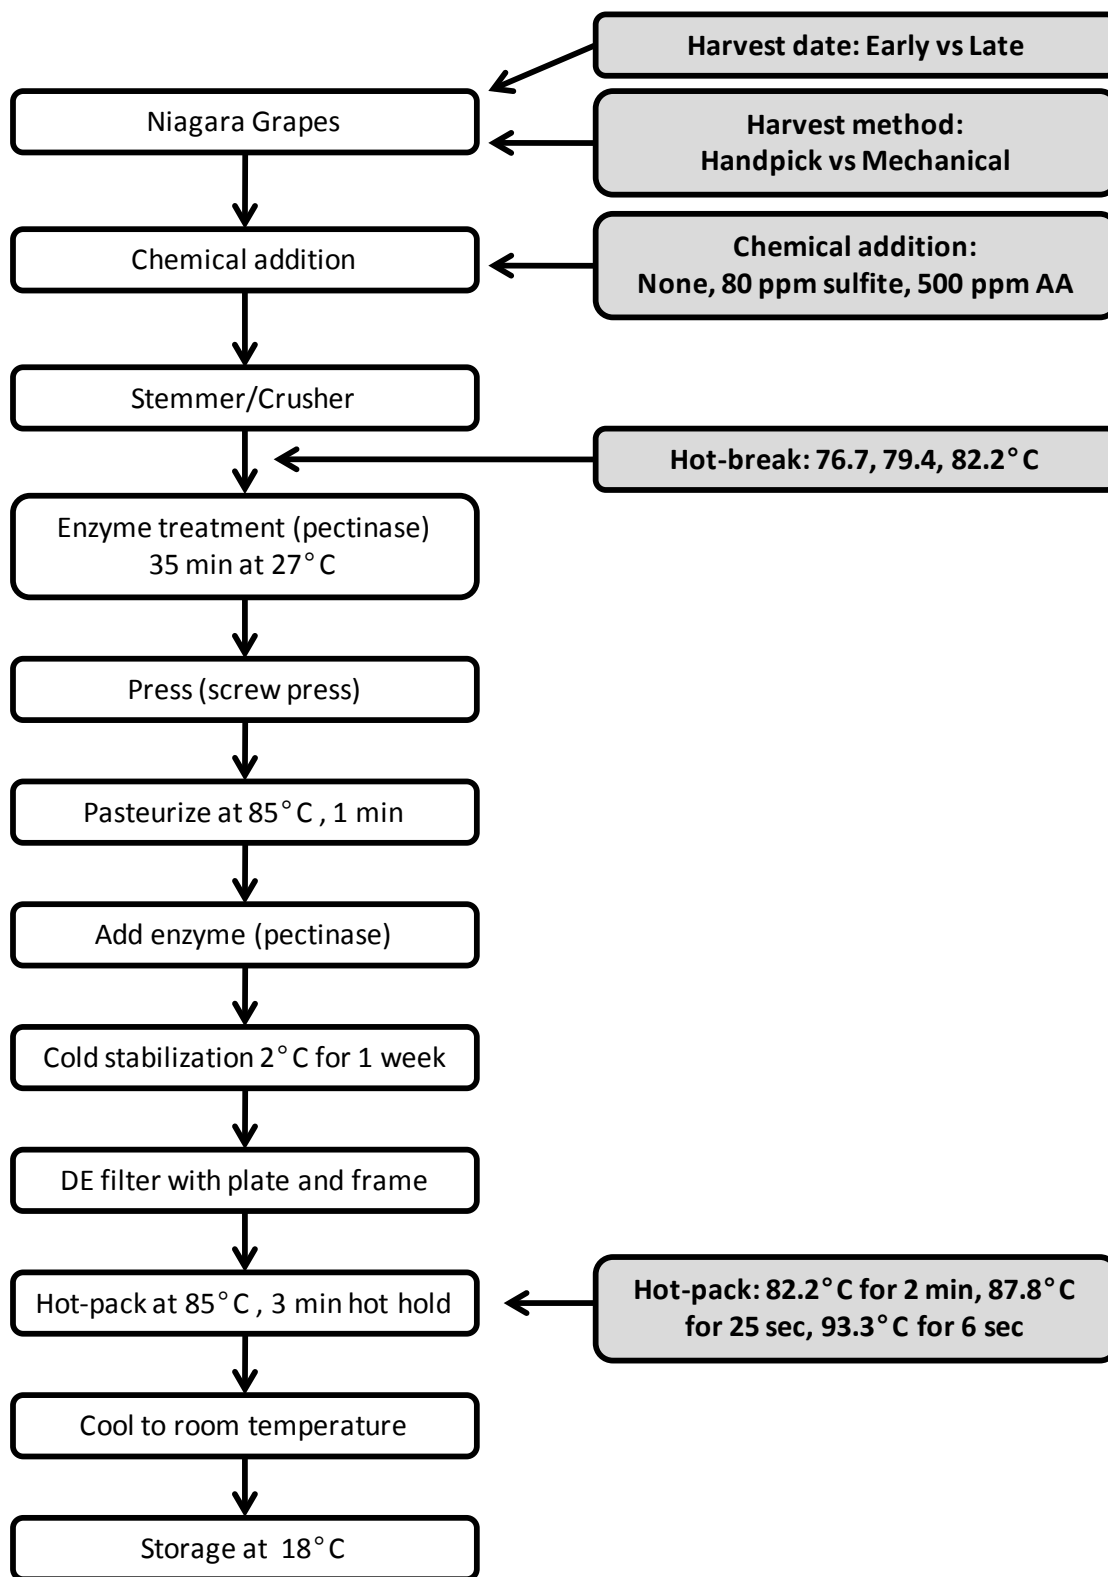 Harvest date: Early vs Late
Niagara Grapes
Harvest method:
Handpick vs Mechanical
Chemical addition
Chemical addition:
None, 80 ppm sulfite, 500 ppm AA
Stemmer/Crusher
Hot-break: 76.7, 79.4, 82.2°C
Enzyme treatment (pectinase)
35 min at 27°C
Press (screw press)
Pasteurize at 85°C , 1 min
Add enzyme (pectinase)
Cold stabilization 2°C for 1 week
DE filter with plate and frame
Hot-pack at 85°C , 3 min hot hold
Hot-pack: 82.2°C for 2 min, 87.8°C
for 25 sec, 93.3°C for 6 sec
Cool to room temperature
Storage at 18°C